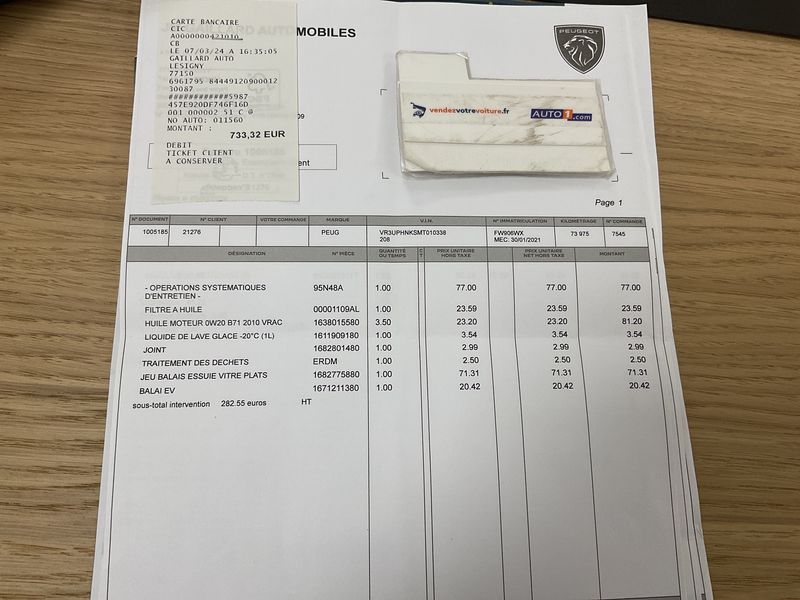 CARTE BANCAIRE
CIC
A0000000421010
CB
LE 07/03/24 A 16:35:05
GAILLARD AUTO
LESIGNY
77150
6961795 84449120900012
30087
############5987
457E920DF746F16D
001 000002 51 C @
NO AUTO: 011560
MONTANT :
733,32 EUR
DEBIT
TICKET CLIENT
A CONSERVER
MOBILES
PEUGEOT
vendezvotrevoiture.fr
AUTO1.com
09
ent
Page 1
N° DOCUMENT N° CLIENT VOTRE COMMANDE MARQUE V.I.N. N° IMMATRICULATION KILOMÉTRAGE N° COMMANDE
1005185 21276 PEUG VR3UPHNKSMT010338 FW906WX 73 975 7545
208 MEC: 30/01/2021
DÉSIGNATION N° PIÈCE QUANTITÉ OU TEMPS C T PRIX UNITAIRE HORS TAXE PRIX UNITAIRE NET HORS TAXE MONTANT
- OPERATIONS SYSTEMATIQUES 95N48A 1.00 77.00 77.00 77.00
D'ENTRETIEN -
FILTRE A HUILE 00001109AL 1.00 23.59 23.59 23.59
HUILE MOTEUR 0W20 B71 2010 VRAC 1638015580 3.50 23.20 23.20 81.20
LIQUIDE DE LAVE GLACE -20°C (1L) 1611909180 1.00 3.54 3.54 3.54
JOINT 1682801480 1.00 2.99 2.99 2.99
TRAITEMENT DES DECHETS ERDM 1.00 2.50 2.50 2.50
JEU BALAIS ESSUIE VITRE PLATS 1682775880 1.00 71.31 71.31 71.31
BALAI EV 1671211380 1.00 20.42 20.42 20.42
sous-total intervention 282.55 euros HT